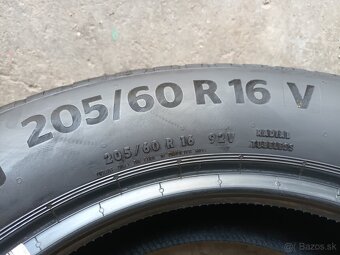 205/60 R 16 V
205/60 R 16 92V
RADIAL
TUBELESS
Bazos.sk